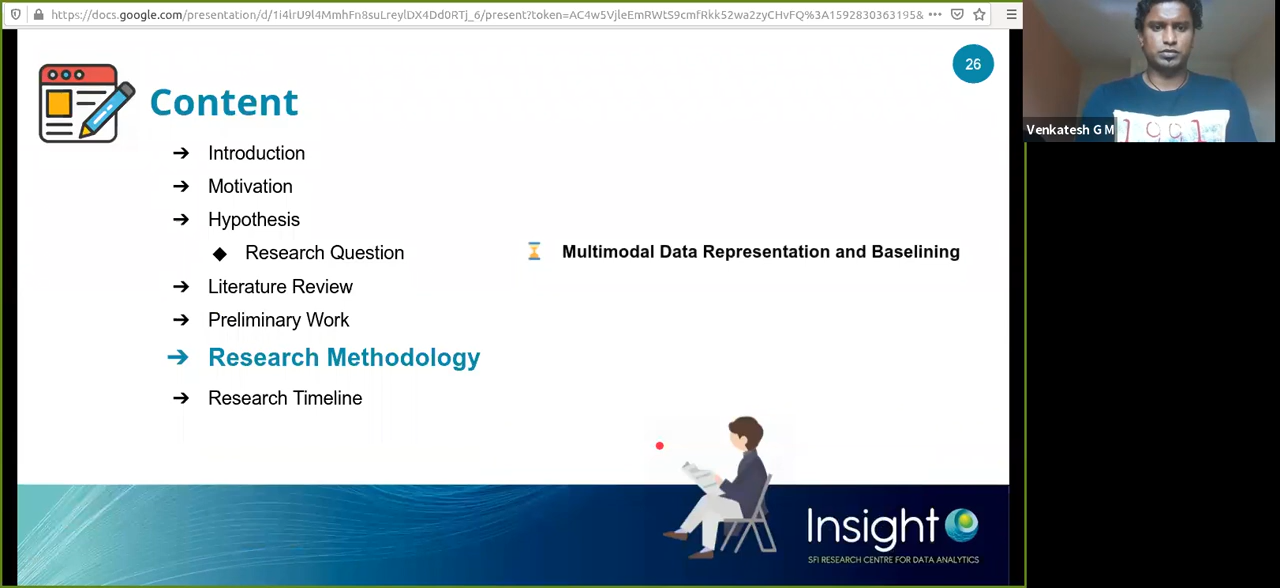 https://docs.google.com/presentation/d/1i4lrU9l4MmhFn8suLreylDX4Dd0RTj_6/present?token=AC4w5VjleEmRWtS9cmfRkk52wa2zyCHvFQ%3A1592830363195&
26
Content
Introduction
Motivation
Hypothesis
Research Question
Multimodal Data Representation and Baselining
Literature Review
Preliminary Work
Research Methodology
Research Timeline
Insight
SFI RESEARCH CENTRE FOR DATA ANALYTICS
Venkatesh G M